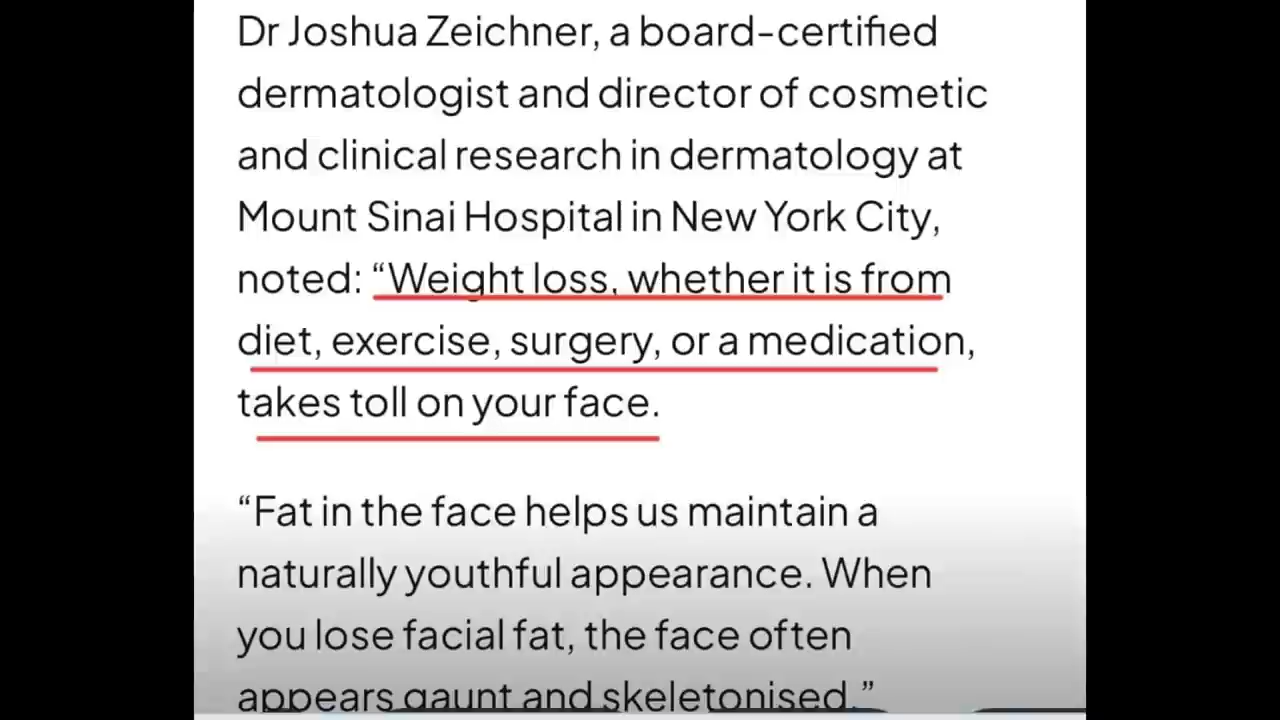 Dr Joshua Zeichner, a board-certified
dermatologist and director of cosmetic
and clinical research in dermatology at
Mount Sinai Hospital in New York City,
noted: “Weight loss, whether it is from
diet, exercise, surgery, or a medication,
takes toll on your face.
“Fat in the face helps us maintain a
naturally youthful appearance. When
you lose facial fat, the face often
appears gaunt and skeletonised.”